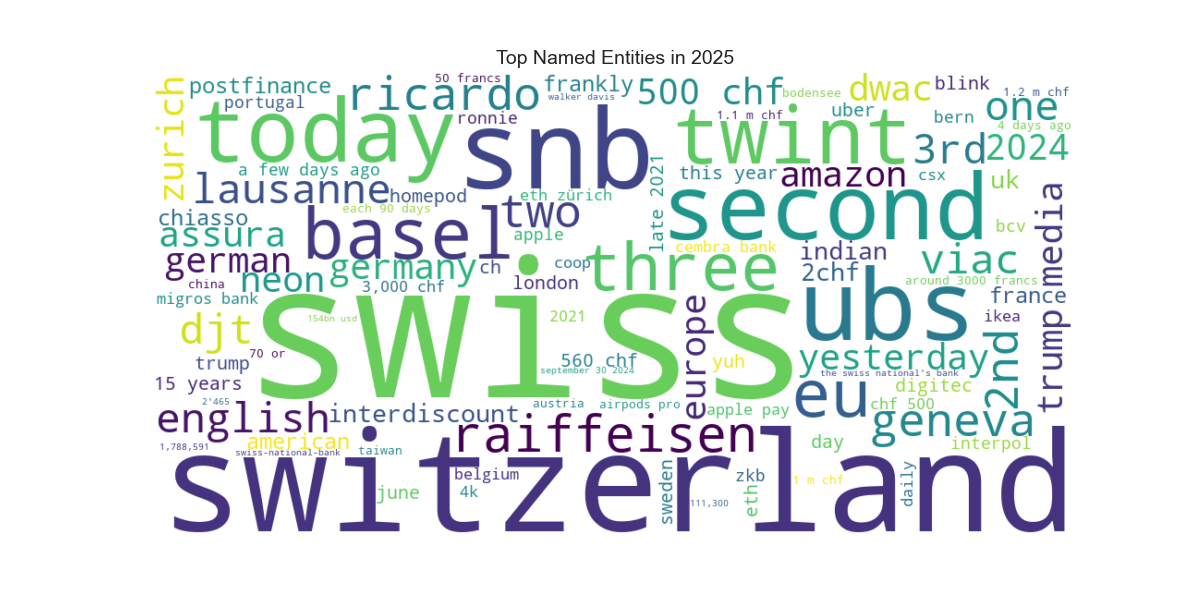 Top Named Entities in 2025
postfinance
50 francs
frankly
500 chf
dwac
blink
1.2 m chf
zurich
portugal
ricardo
walker davis
bodensee
one
today
ronnie
snb
1.1 m chf
uber
bern
4 days ago
twint
3rd
2024
a few days ago
late 2021
this year
amazon
csx
uk
lausanne
homepod
eth zürich
second
media
chiasso
each 90 days
basel
two
bcv
assura
apple
cembra bank
indian
viac
german
germany
ch
coop
three
2chf
china
neon
3,000 chf
london
around 3000 francs
migros bank
swiss
europe
ubs
france
154bn usd
2021
ikea
djt
trump
70 or
560 chf
yuh
yesterday
2nd
trump
15 years
september 30 2024
the swiss national's bank
digitec
2'465
austria
airpods pro
apple pay
eu
chf 500
english
interdiscount
geneva
1,788,591
american
raiffeisen
day
interpol
swiss-national-bank
taiwan
switzerland
belgium
sweden
zkb
1 m chf
daily
june
4k
111,300
eth